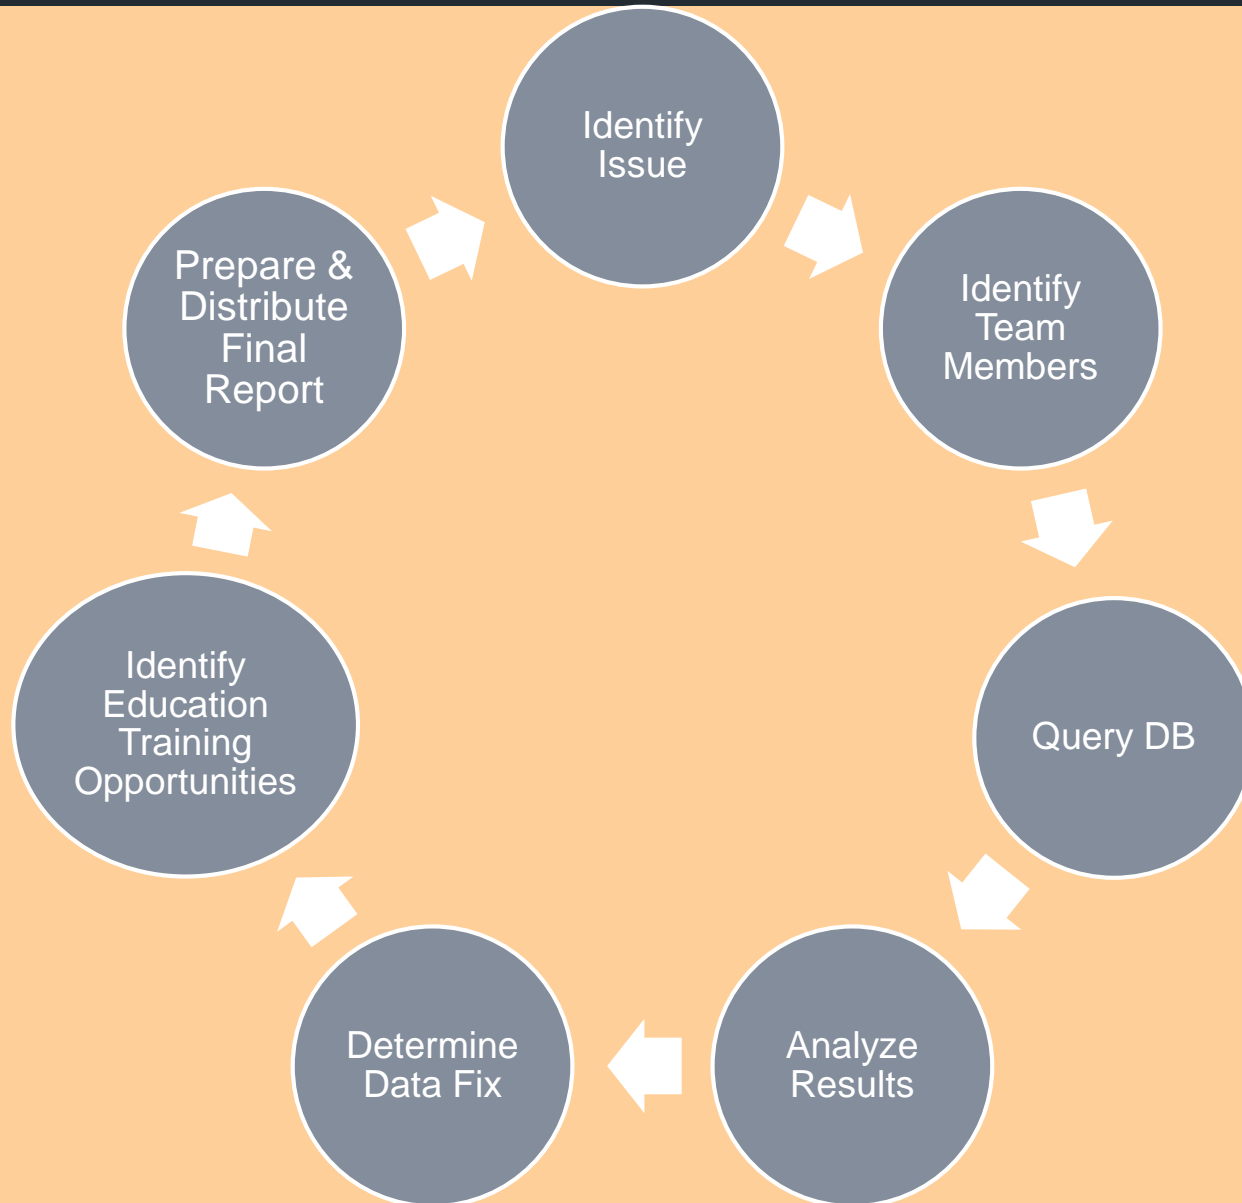 Identify
Issue
Identify
Team
Members
Query DB
Analyze
Results
Determine
Data Fix
Identify
Education
Training
Opportunities
Prepare &
Distribute
Final
Report